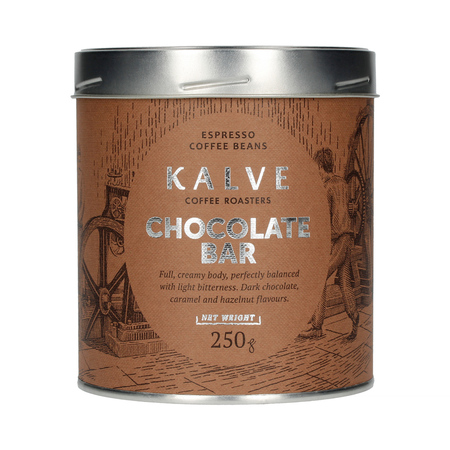 ESPRESSO
COFFEE BEANS
KALVE
COFFEE ROASTERS
CHOCOLATE
BAR
Full, creamy body, perfectly balanced
with light bitterness. Dark chocolate,
caramel and hazelnut flavours.
NET WRIGHT
250g